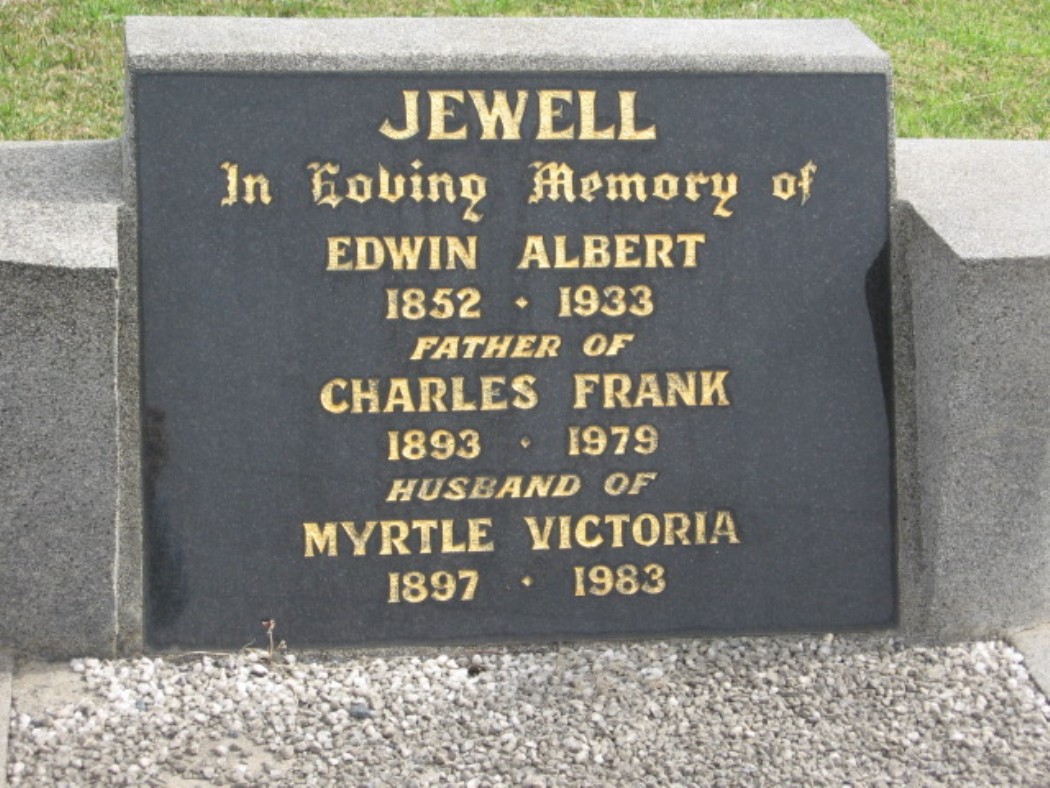 JEWELL
In Loving Memory of
EDWIN ALBERT
1852 · 1933
FATHER OF
CHARLES FRANK
1893 · 1979
HUSBAND OF
MYRTLE VICTORIA
1897 · 1983